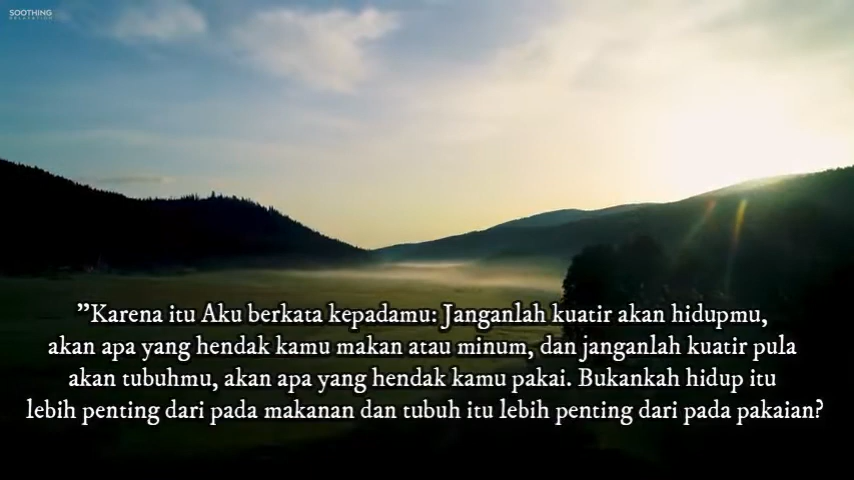 SOOTHING
RELAXATION
"Karena itu Aku berkata kepadamu: Janganlah kuatir akan hidupmu,
akan apa yang hendak kamu makan atau minum, dan janganlah kuatir pula
akan tubuhmu, akan apa yang hendak kamu pakai. Bukankah hidup itu
lebih penting dari pada makanan dan tubuh itu lebih penting dari pada pakaian?